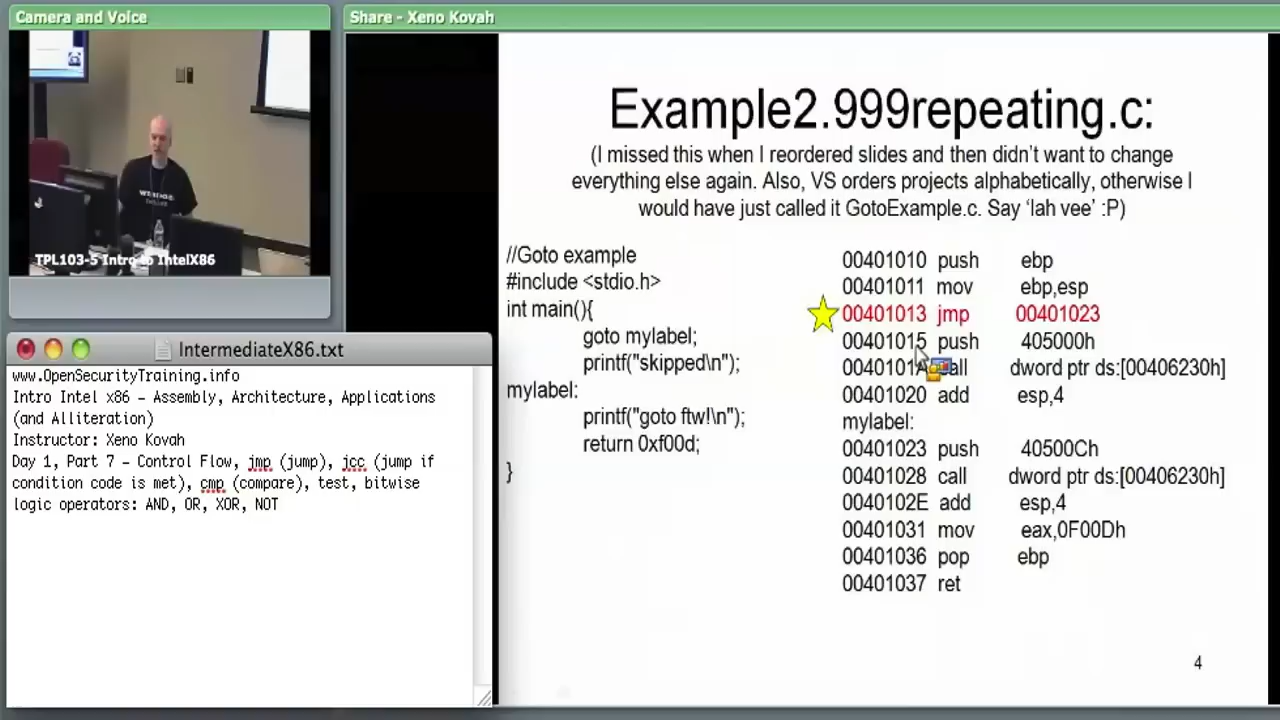 Camera and Voice
Share - Xeno Kovah
TPL103-5 Intro to IntelX86
IntermediateX86.txt
www.OpenSecurityTraining.info
Intro Intel x86 – Assembly, Architecture, Applications
(and Alliteration)
Instructor: Xeno Kovah
Day 1, Part 7 – Control Flow, jmp (jump), jcc (jump if
condition code is met), cmp (compare), test, bitwise
logic operators: AND, OR, XOR, NOT
Example2.999repeating.c:
(I missed this when I reordered slides and then didn't want to change
everything else again. Also, VS orders projects alphabetically, otherwise I
would have just called it GotoExample.c. Say 'lah vee' :P)
//Goto example
#include <stdio.h>
int main(){
goto mylabel;
printf("skipped\n");
mylabel:
printf("goto ftw!\n");
return 0xf00d;
}
00401010 push ebp
00401011 mov ebp,esp
00401013 jmp 00401023
00401015 push 405000h
0040101A call dword ptr ds:[00406230h]
00401020 add esp,4
mylabel:
00401023 push 40500Ch
00401028 call dword ptr ds:[00406230h]
0040102E add esp,4
00401031 mov eax,0F00Dh
00401036 pop ebp
00401037 ret
4